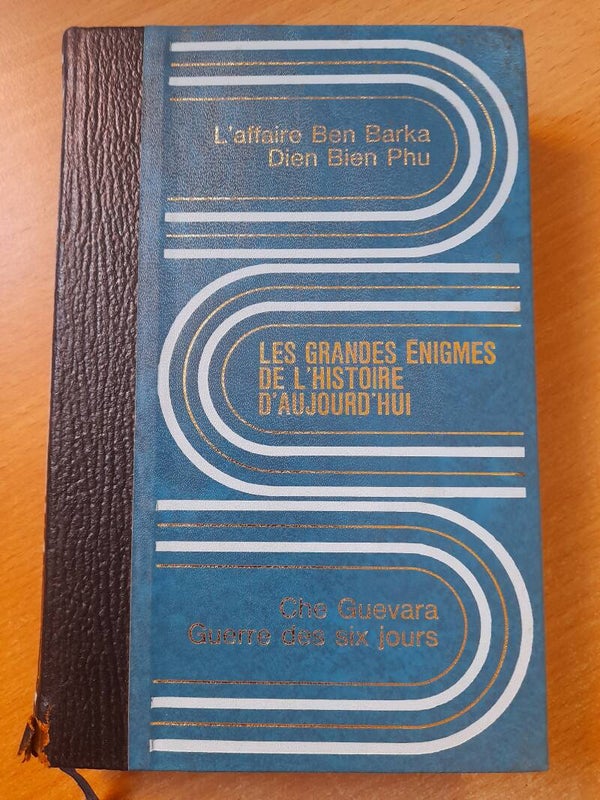 L'affaire Ben Barka
Dien Bien Phu
LES GRANDES ÉNIGMES
DE L'HISTOIRE
D'AUJOURD'HUI
Che Guevara
Guerre des six jours